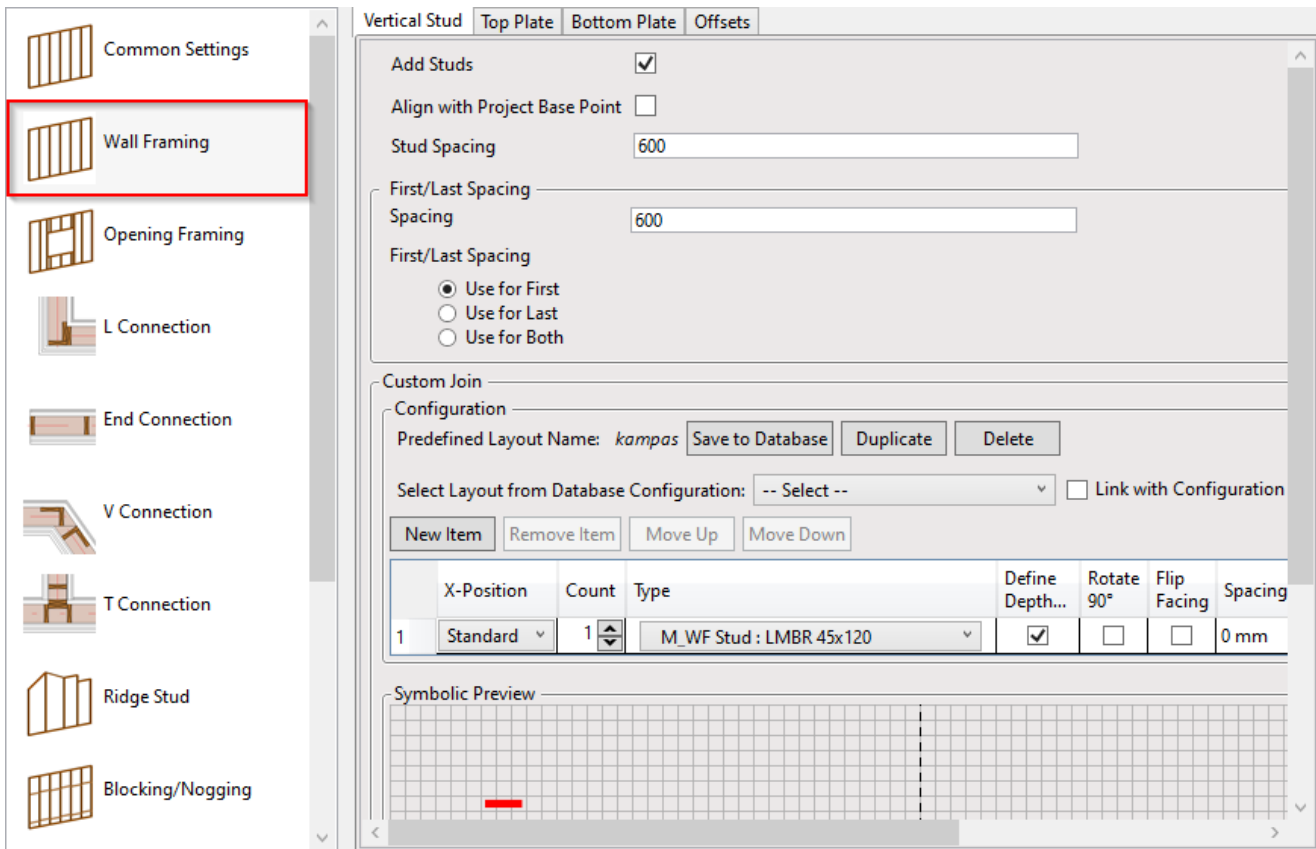 Common Settings
Wall Framing
Opening Framing
L Connection
End Connection
V Connection
T Connection
Ridge Stud
Blocking/Nogging
Vertical Stud Top Plate Bottom Plate Offsets
Add Studs
Align with Project Base Point
Stud Spacing 600
First/Last Spacing
Spacing 600
First/Last Spacing
Use for First
Use for Last
Use for Both
Custom Join
Configuration
Predefined Layout Name: kampas Save to Database Duplicate Delete
Select Layout from Database Configuration: -- Select -- Link with Configuration
New Item Remove Item Move Up Move Down
X-Position Count Type Define Depth... Rotate 90° Flip Facing Spacing
1 Standard 1 M_WF Stud : LMBR 45x120 0 mm
Symbolic Preview